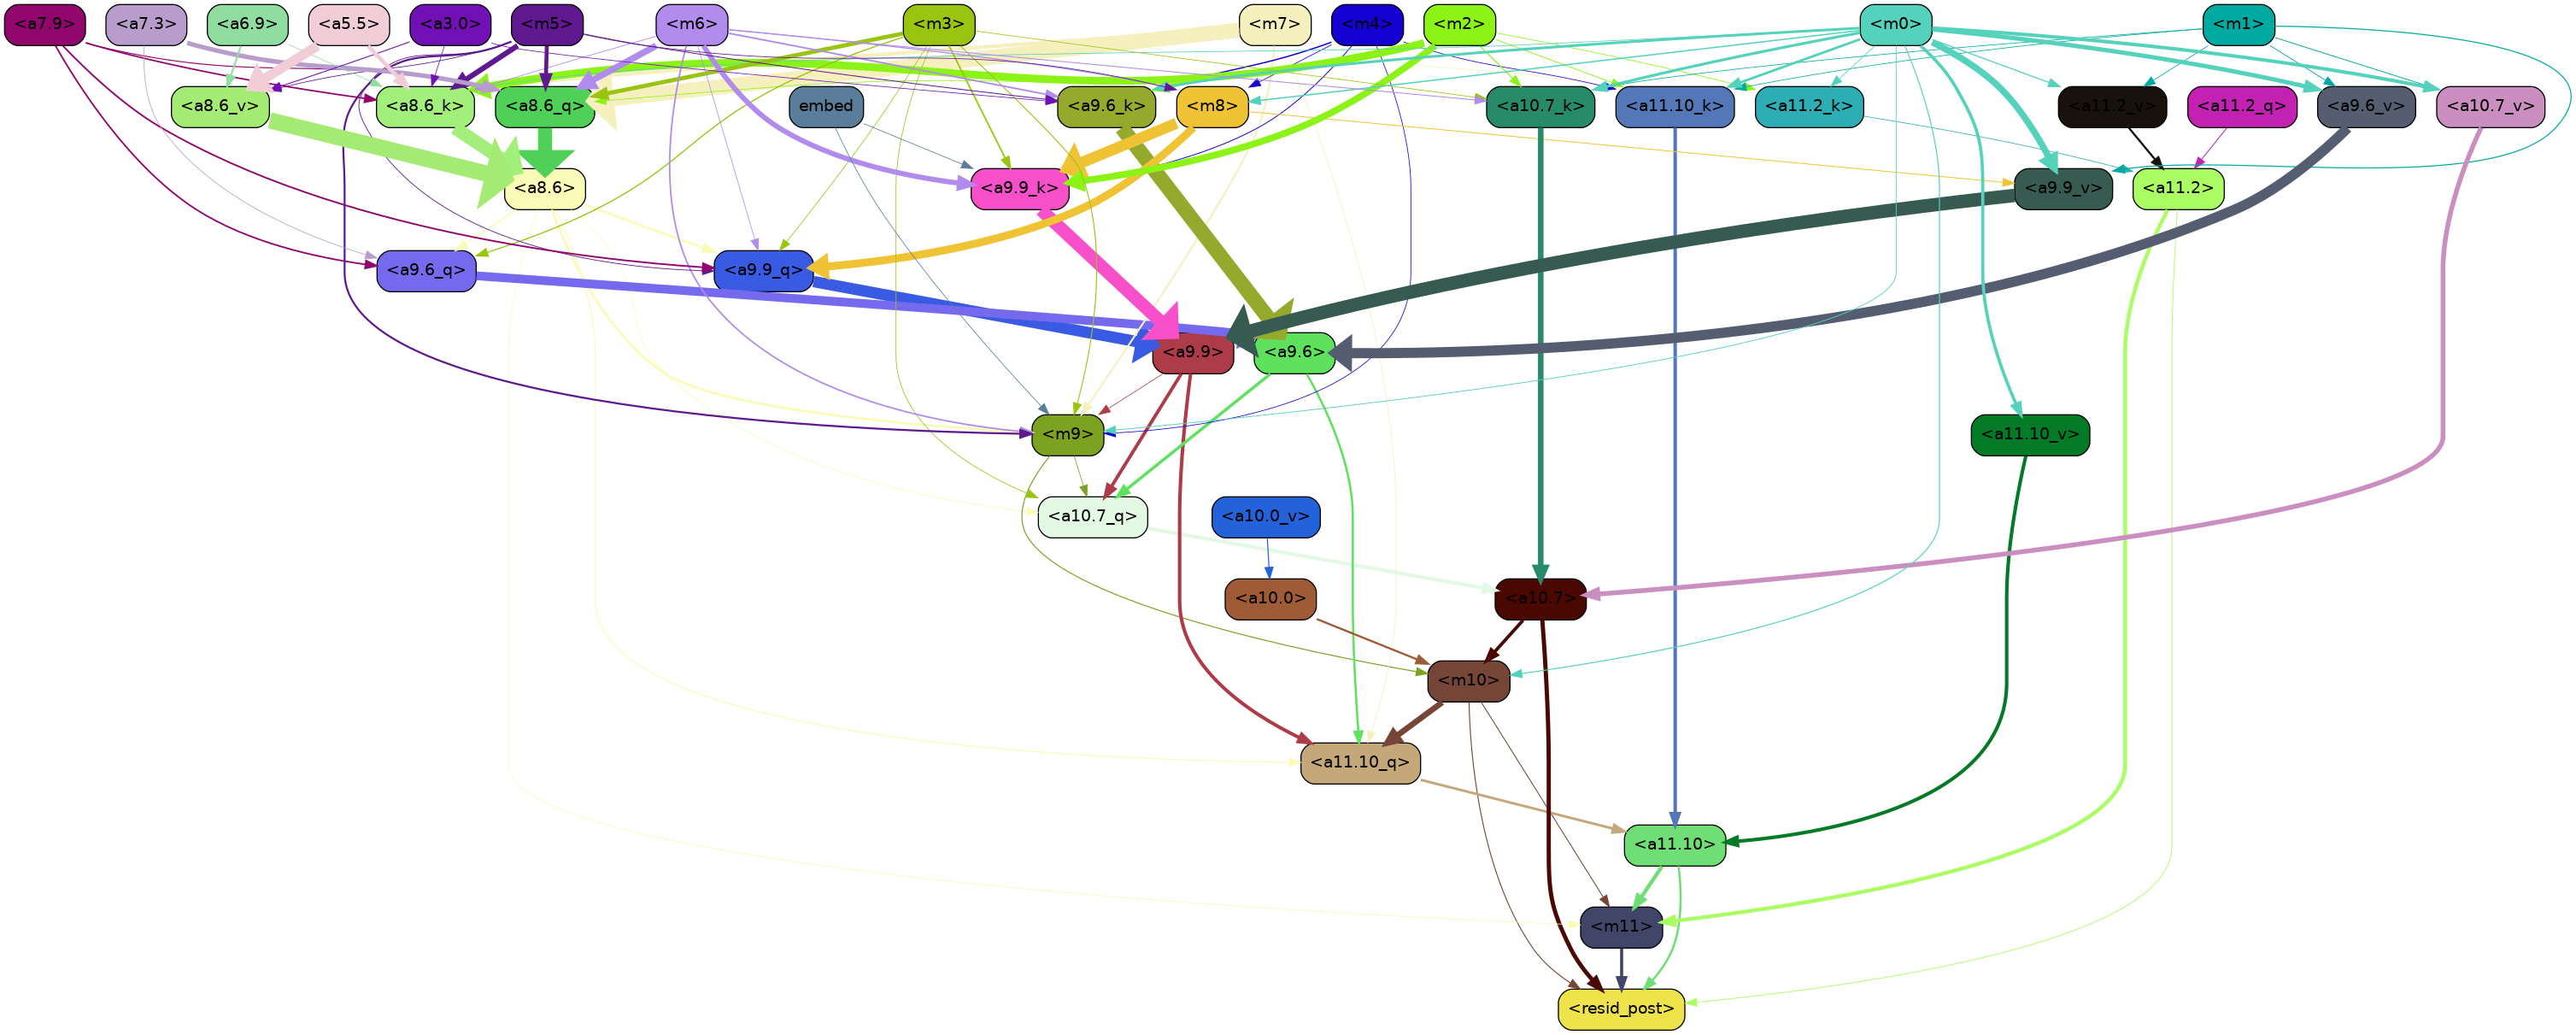 <a7.9> <a7.3> <a6.9> <a5.5> <a3.0> <m5> <m6> <m3> <m7> <m4> <m2> <m0> <m1>
<a8.6_v> <a8.6_k> <a8.6_q> embed <a9.6_k> <m8> <a10.7_k> <a11.10_k> <a11.2_k> <a11.2_v> <a11.2_q> <a9.6_v> <a10.7_v>
<a8.6> <a9.9_k> <a9.9_v> <a11.2>
<a9.6_q> <a9.9_q>
<a9.9> <a9.6>
<m9> <a11.10_v>
<a10.7_q> <a10.0_v>
<a10.0> <a10.7>
<m10>
<a11.10_q>
<a11.10>
<m11>
<resid_post>